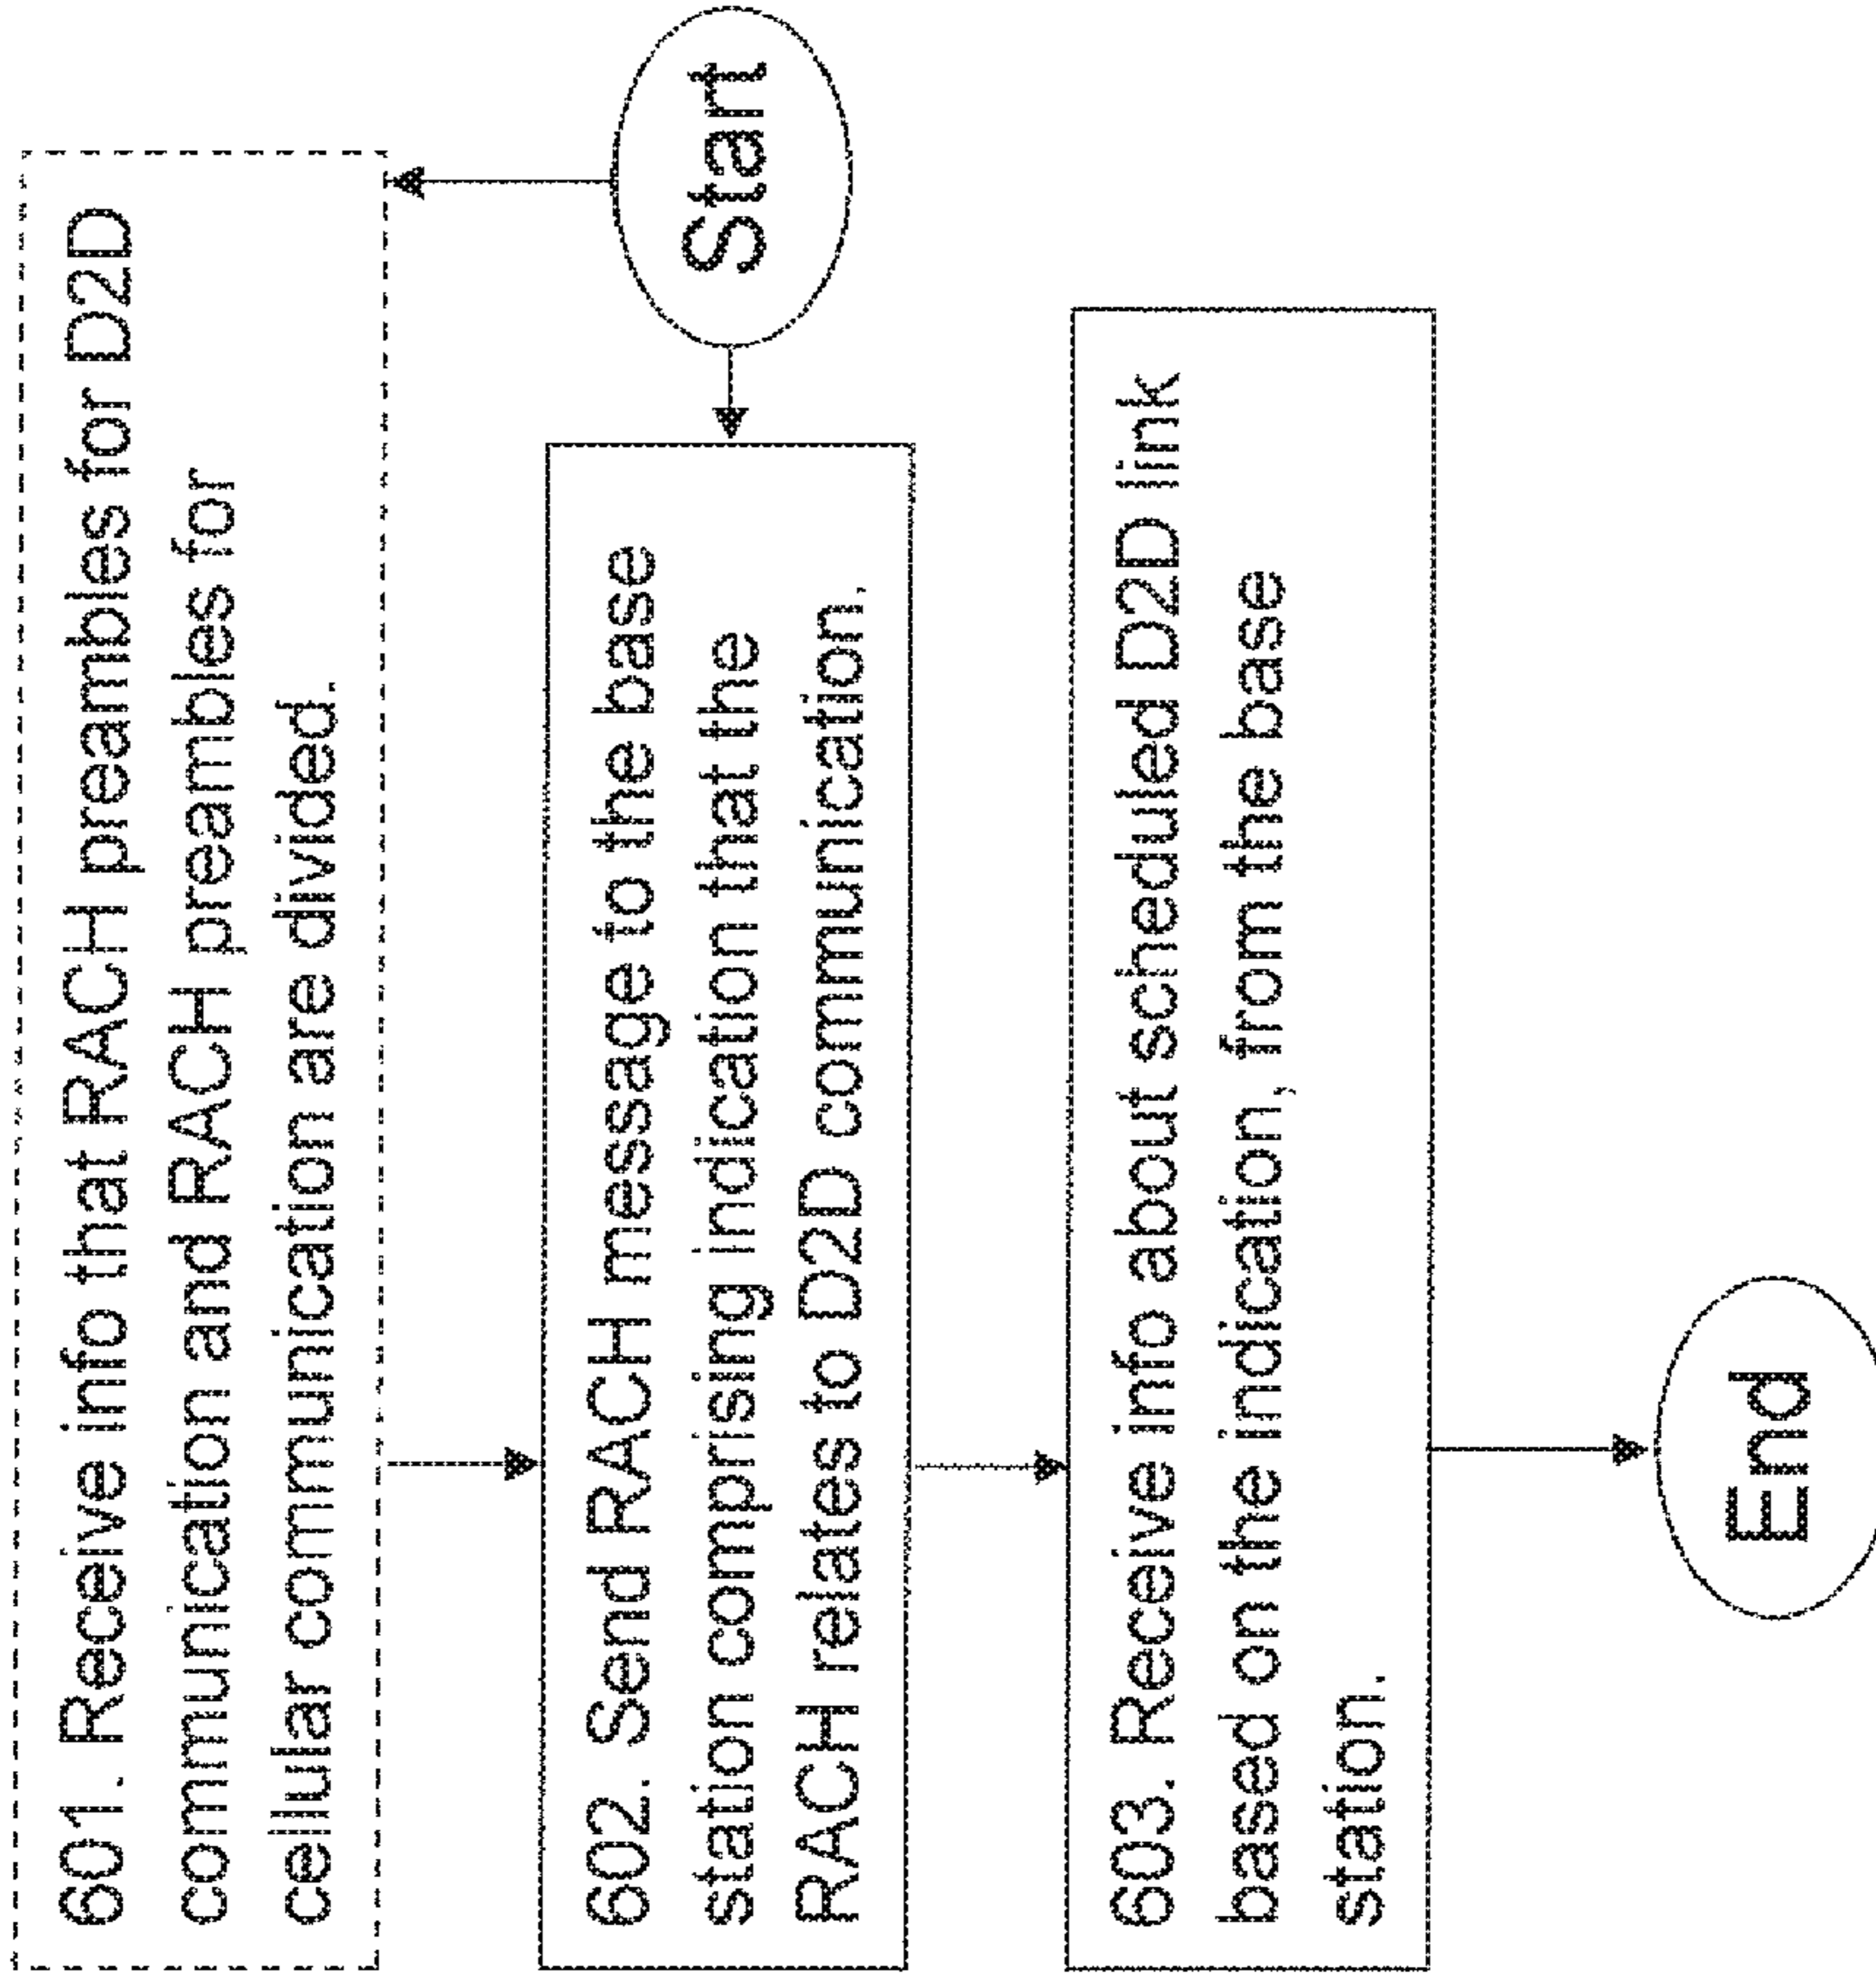 601. Receive info that RACH preambles for D2D
communication and RACH preambles for
cellular communication are divided.
Start
602. Send RACH message to the base
station comprising indication that the
RACH relates to D2D communication.
603. Receive info about scheduled D2D link
based on the indication, from the base
station.
End